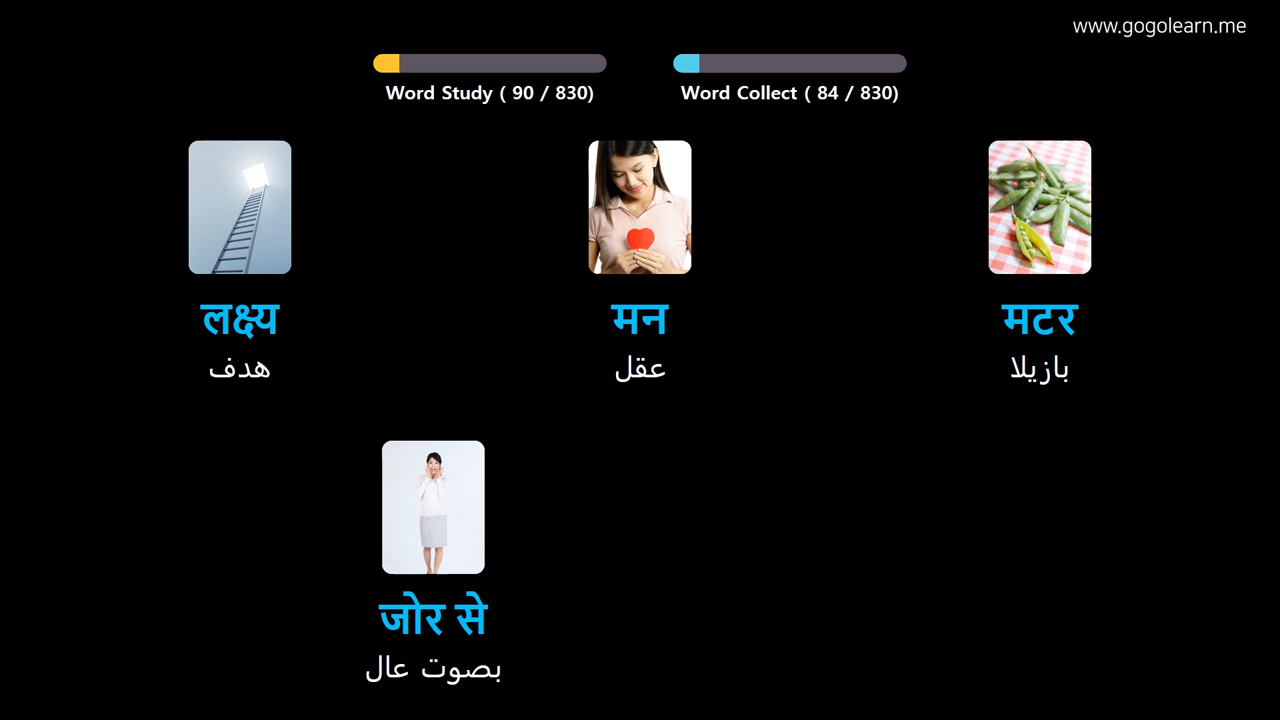 www.gogolearn.me
Word Study ( 90 / 830)
Word Collect ( 84 / 830)
लक्ष्य
هدف
मन
عقل
मटर
بازيلا
जोर से
بصوت عال